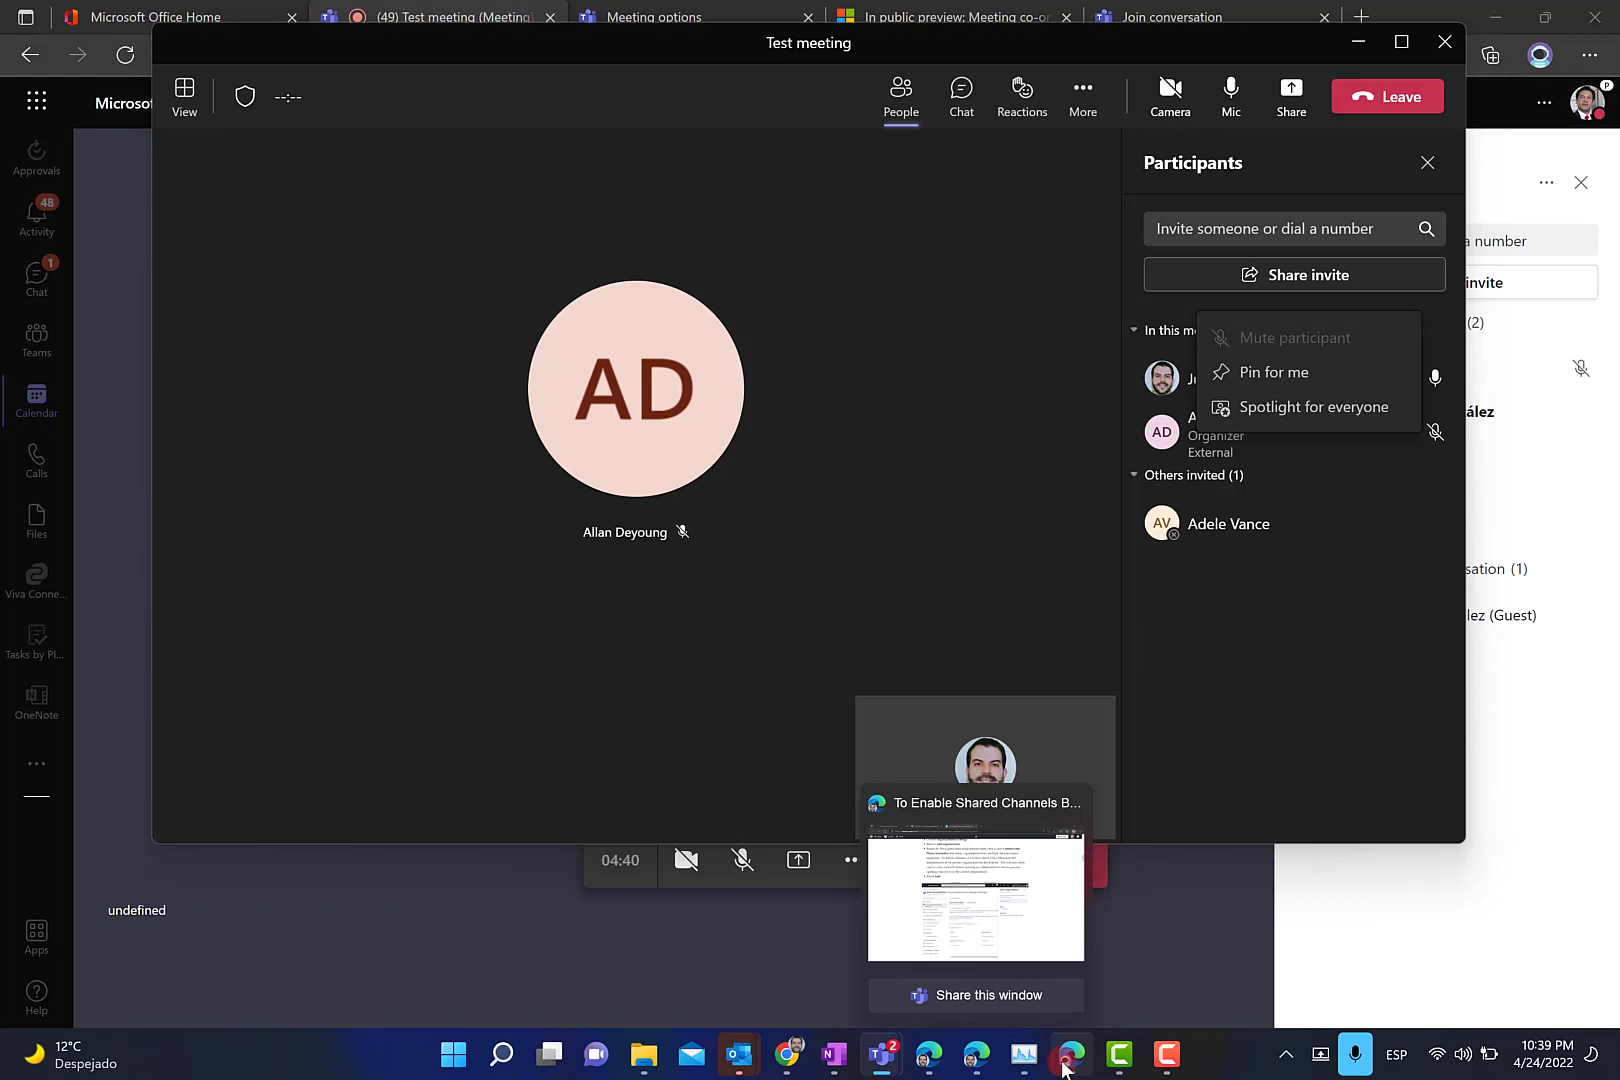 Microsoft Office Home
(49) Test meeting (Meeting)
Meeting options
In public preview: Meeting co-or
Join conversation
Test meeting
Microso
View
--:--
People
Chat
Reactions
More
Camera
Mic
Share
Leave
P
Participants
Invite someone or dial a number
a number
Share invite
invite
In this m
(2)
Mute participant
Pin for me
Spotlight for everyone
AD
Organizer
External
ález
Others invited (1)
AV
Adele Vance
sation (1)
lez (Guest)
AD
Allan Deyoung
Approvals
48
Activity
1
Chat
Teams
Calendar
Calls
Files
Viva Conne...
Tasks by Pl...
OneNote
Apps
Help
To Enable Shared Channels B...
04:40
undefined
Share this window
12°C
Despejado
2
ESP
10:39 PM
4/24/2022